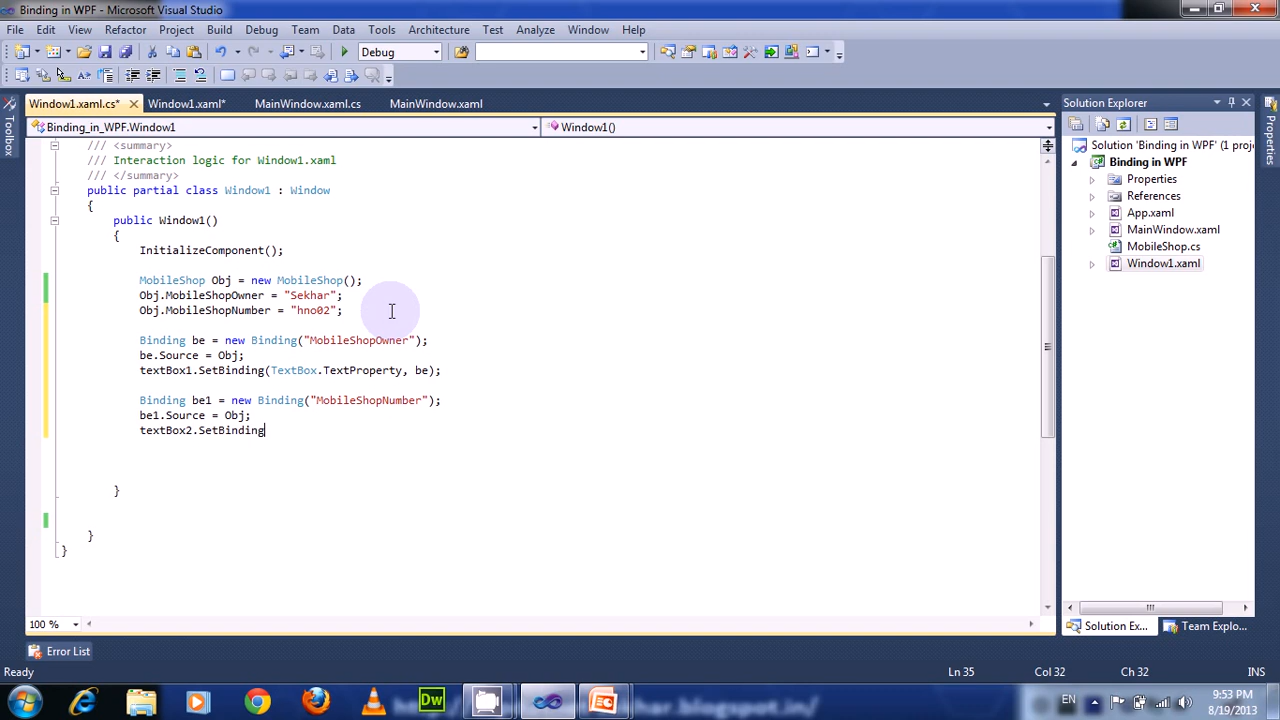 Binding in WPF - Microsoft Visual Studio
File Edit View Refactor Project Build Debug Team Data Tools Architecture Test Analyze Window Help
Debug
Window1.xaml.cs* Window1.xaml* MainWindow.xaml.cs MainWindow.xaml
Binding_in_WPF.Window1 Window1()
/// <summary>
/// Interaction logic for Window1.xaml
/// </summary>
public partial class Window1 : Window
{
public Window1()
{
InitializeComponent();
MobileShop Obj = new MobileShop();
Obj.MobileShopOwner = "Sekhar";
Obj.MobileShopNumber = "hno02";
Binding be = new Binding("MobileShopOwner");
be.Source = Obj;
textBox1.SetBinding(TextBox.TextProperty, be);
Binding be1 = new Binding("MobileShopNumber");
be1.Source = Obj;
textBox2.SetBinding
}
}
}
100 %
Toolbox
Solution Explorer
Solution 'Binding in WPF' (1 proj
Binding in WPF
Properties
References
App.xaml
MainWindow.xaml
MobileShop.cs
Window1.xaml
Solution Ex... Team Explo...
Properties
Error List
Ready Ln 35 Col 32 Ch 32 INS
Dw
har.blogspot.in/
EN
9:53 PM
8/19/2013